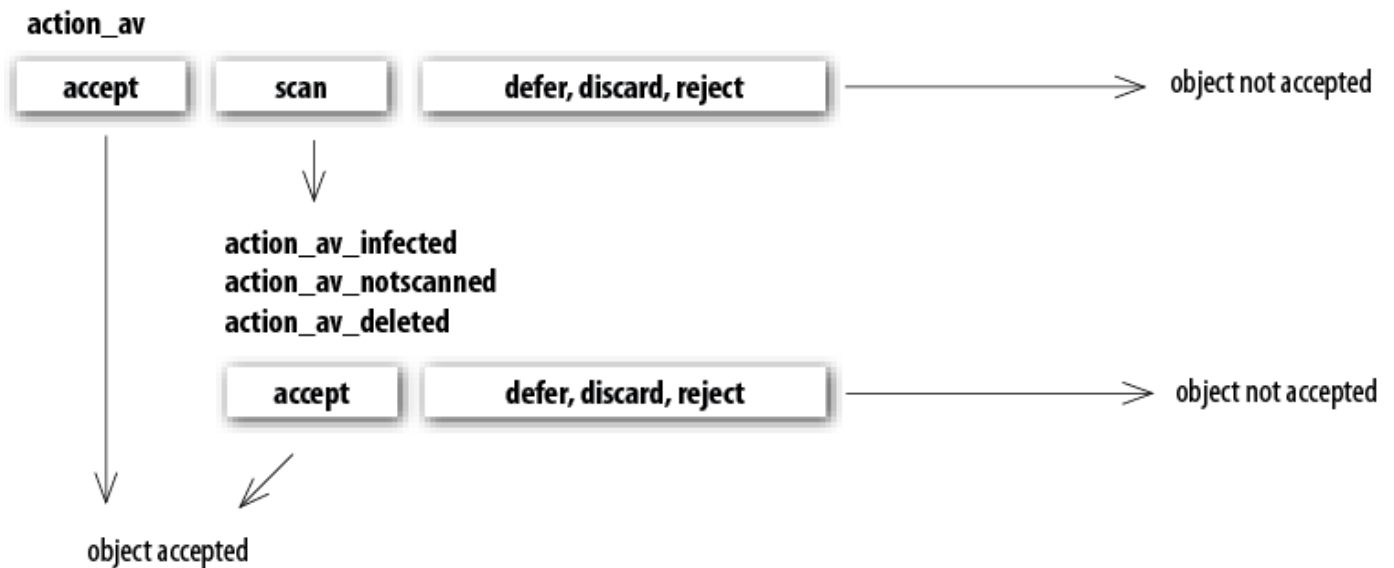 action_av
accept
scan
defer, discard, reject
object not accepted
action_av_infected
action_av_notscanned
action_av_deleted
accept
defer, discard, reject
object not accepted
object accepted